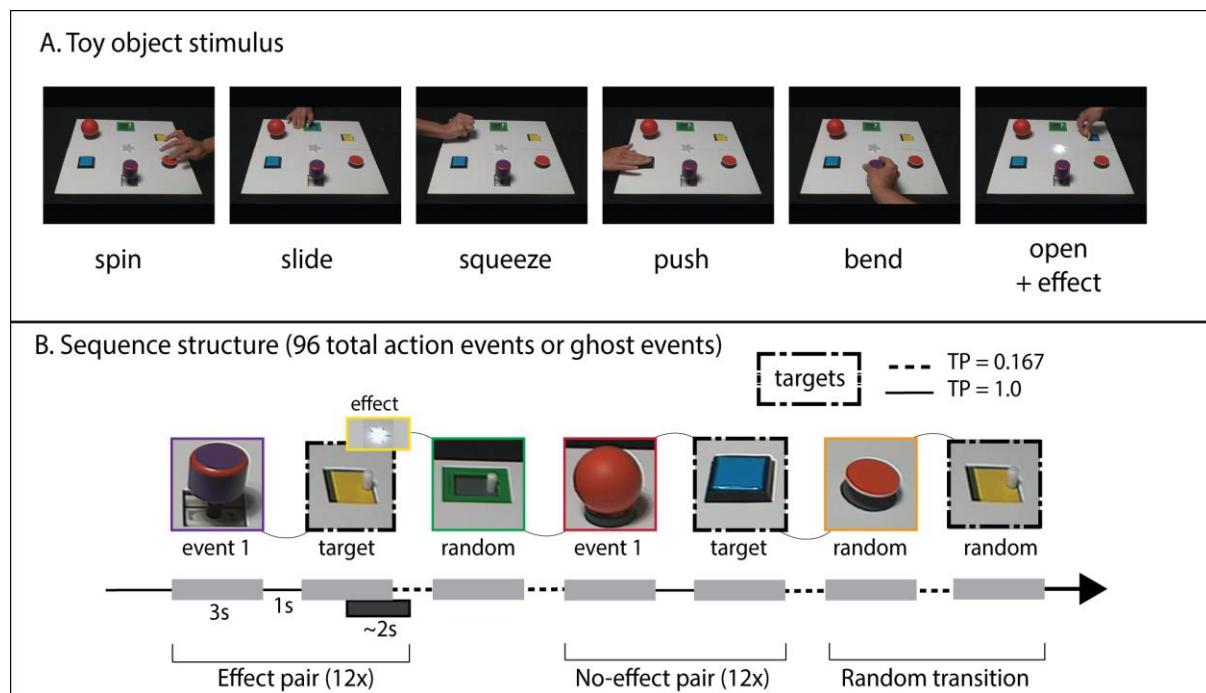 A. Toy object stimulus
spin
slide
squeeze
push
bend
open
+ effect
B. Sequence structure (96 total action events or ghost events)
targets
TP = 0.167
TP = 1.0
effect
event 1
target
random
event 1
target
random
random
3s
1s
~2s
Effect pair (12x)
No-effect pair (12x)
Random transition